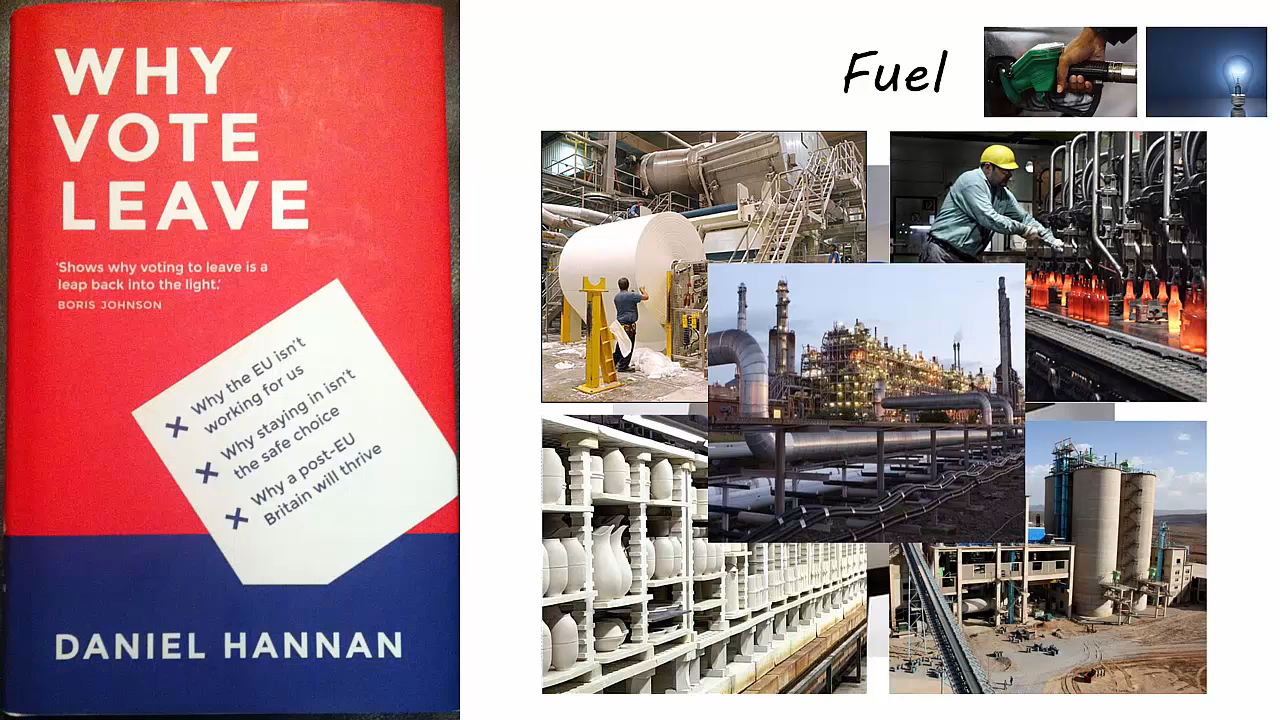 WHY
VOTE
LEAVE
'Shows why voting to leave is a
leap back into the light.'
BORIS JOHNSON
Why the EU isn't
working for us
Why staying in isn't
the safe choice
Why a post-EU
Britain will thrive
DANIEL HANNAN
Fuel